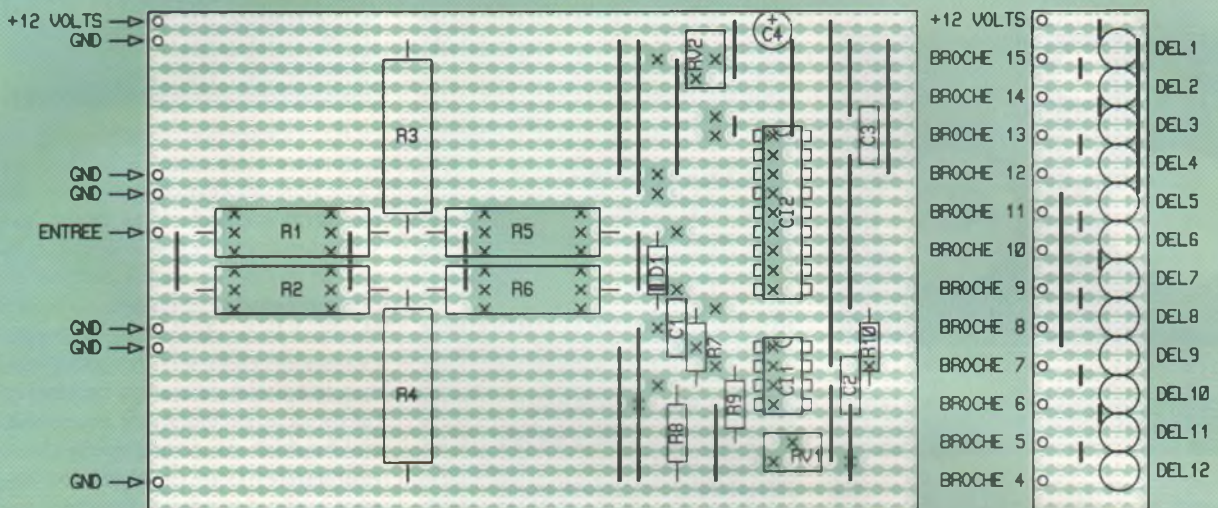 +12 VOLTS
GND
GND
GND
ENTREE
GND
GND
GND
R3
R1
R5
R2
R6
R4
RV2
C4
C3
CI2
D1
C1
R7
R10
CI1
C2
R9
R8
RV1
+12 VOLTS
BROCHE 15
BROCHE 14
BROCHE 13
BROCHE 12
BROCHE 11
BROCHE 10
BROCHE 9
BROCHE 8
BROCHE 7
BROCHE 6
BROCHE 5
BROCHE 4
DEL1
DEL2
DEL3
DEL4
DEL5
DEL6
DEL7
DEL8
DEL9
DEL10
DEL11
DEL12